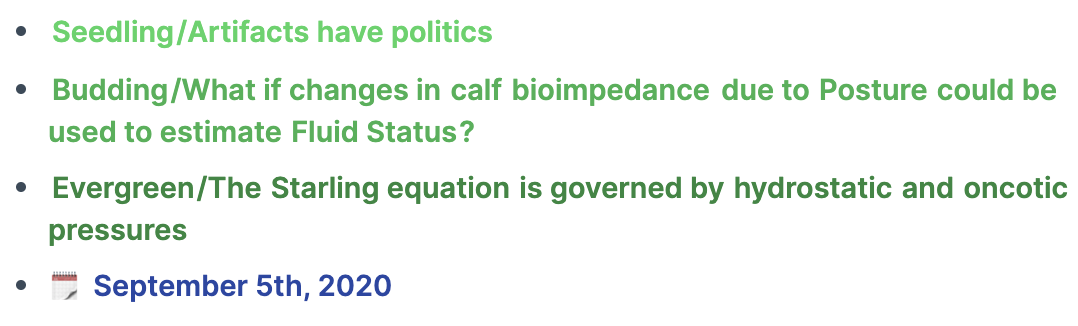 Seedling/Artifacts have politics
Budding/What if changes in calf bioimpedance due to Posture could be
used to estimate Fluid Status?
Evergreen/The Starling equation is governed by hydrostatic and oncotic
pressures
🗓️ September 5th, 2020